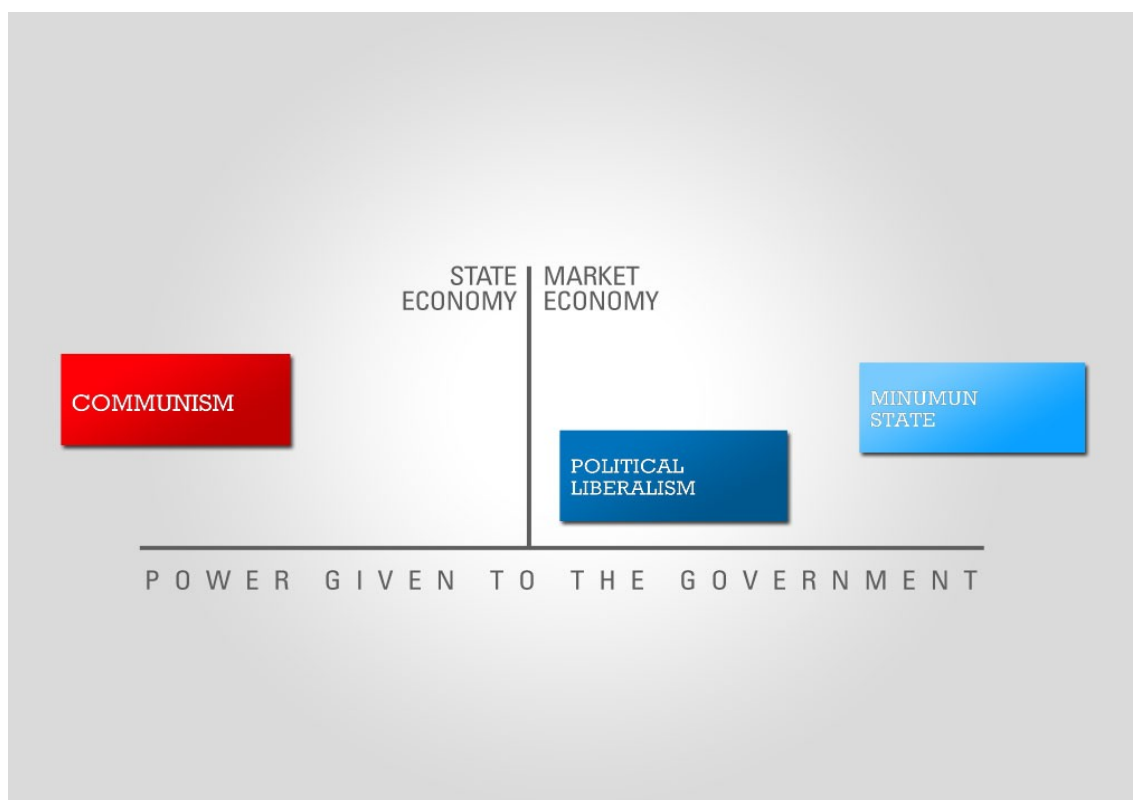 STATE
ECONOMY
MARKET
ECONOMY
COMMUNISM
MINUMUN
STATE
POLITICAL
LIBERALISM
POWER GIVEN TO THE GOVERNMENT